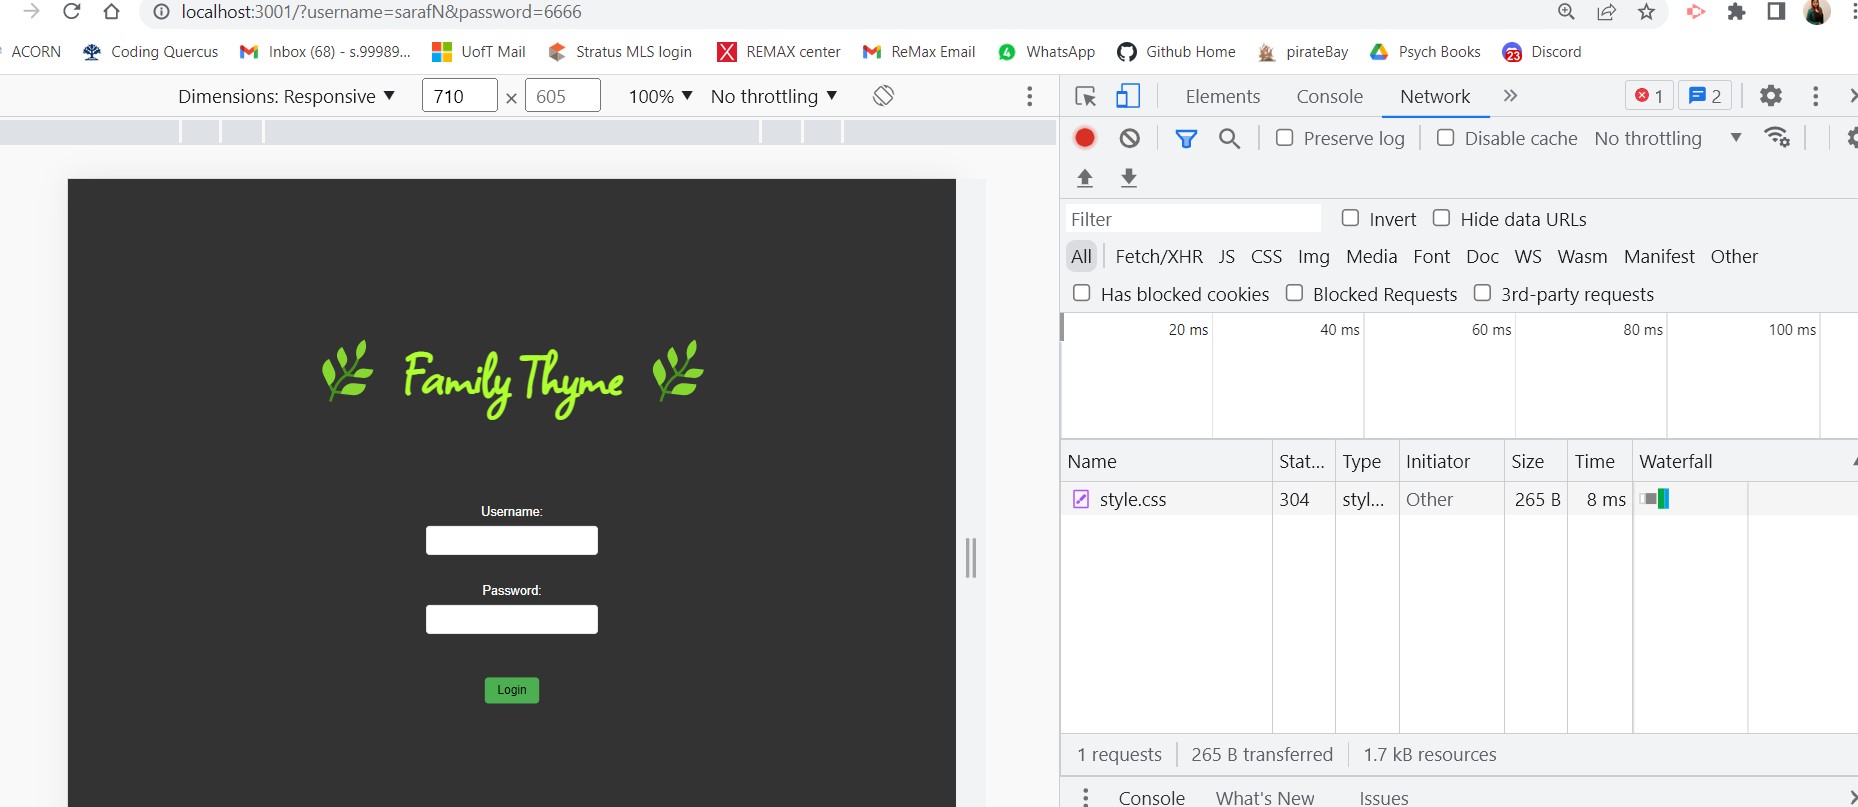 localhost:3001/?username=sarafN&password=6666
ACORN Coding Quercus Inbox (68) - s.99989... UofT Mail Stratus MLS login REMAX center ReMax Email 4 WhatsApp Github Home pirateBay Psych Books 23 Discord
Dimensions: Responsive 710 × 605 100% No throttling
Elements Console Network 1 2
Preserve log Disable cache No throttling
Filter Invert Hide data URLs
All Fetch/XHR JS CSS Img Media Font Doc WS Wasm Manifest Other
Has blocked cookies Blocked Requests 3rd-party requests
20 ms 40 ms 60 ms 80 ms 100 ms
Family Thyme
Username:
Password:
Login
Name Stat... Type Initiator Size Time Waterfall
style.css 304 styl... Other 265 B 8 ms
1 requests 265 B transferred 1.7 kB resources
Console What's New Issues